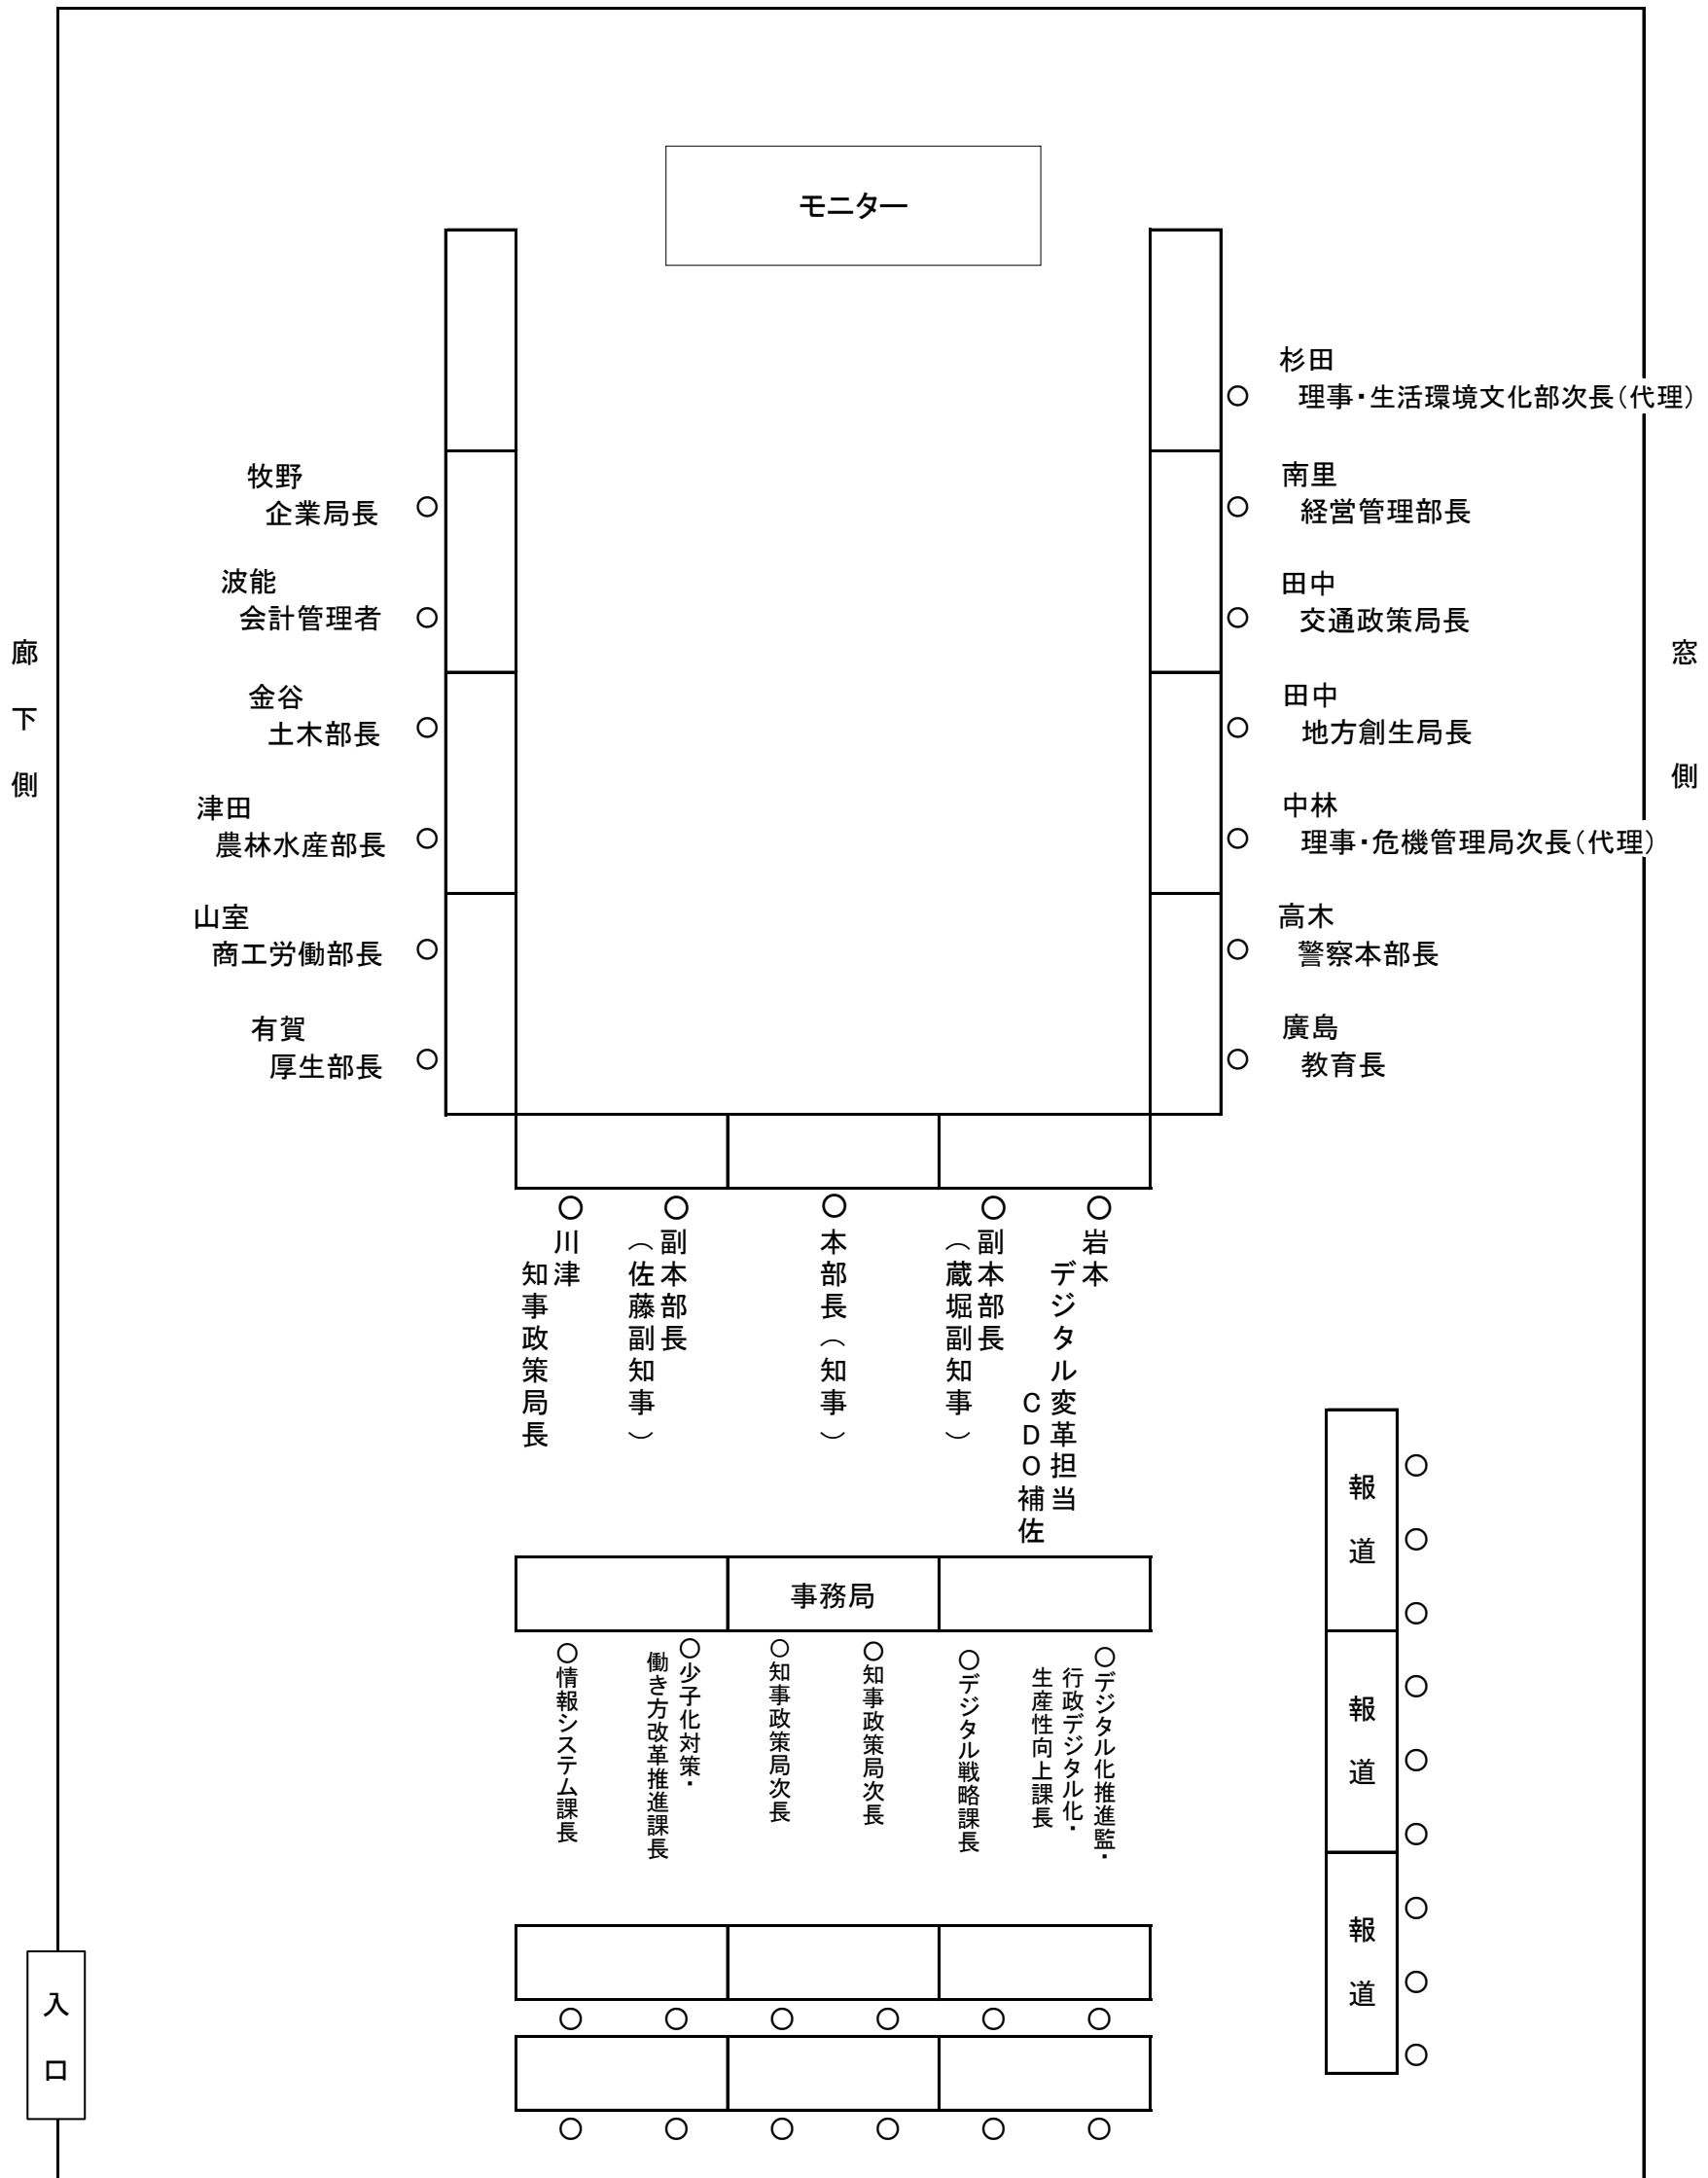 モニター
杉田
理事・生活環境文化部次長(代理)
南里
経営管理部長
田中
交通政策局長
田中
地方創生局長
中林
理事・危機管理局次長(代理)
高木
警察本部長
廣島
教育長
牧野
企業局長
波能
会計管理者
金谷
土木部長
津田
農林水産部長
山室
商工労働部長
有賀
厚生部長
廊下側
窓側
○川津
知事政策局長
○副本部長
(佐藤副知事)
○本部長(知事)
○副本部長
(蔵堀副知事)
○岩本
デジタル変革担当
CDO補佐
事務局
○情報システム課長
○少子化対策・
働き方改革推進課長
○知事政策局次長
○知事政策局次長
○デジタル戦略課長
○デジタル化推進監・
行政デジタル化・
生産性向上課長
報道
報道
報道
入口